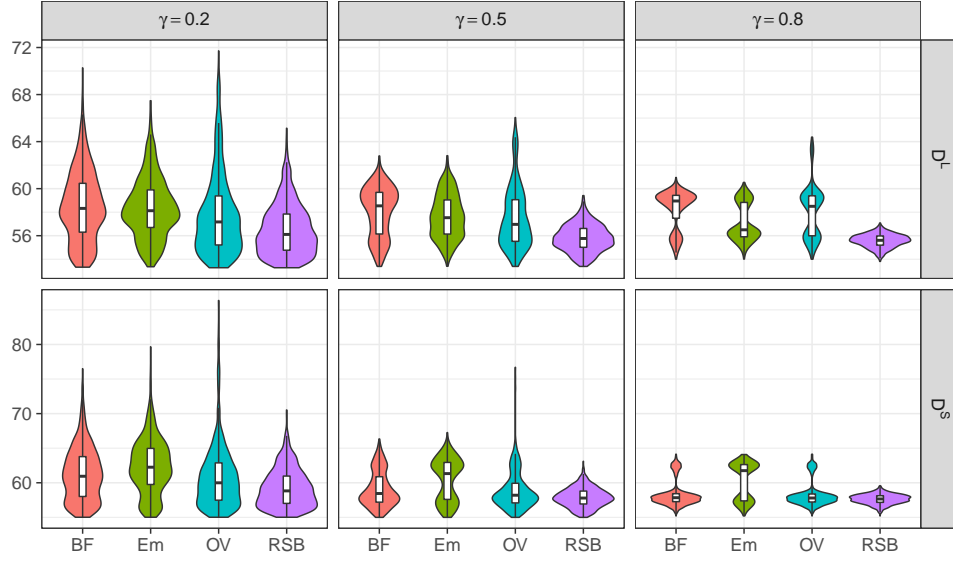 γ = 0.2 γ = 0.5 γ = 0.8
72
68
64
60
56
D^L
80
70
60
D^S
BF Em OV RSB BF Em OV RSB BF Em OV RSB